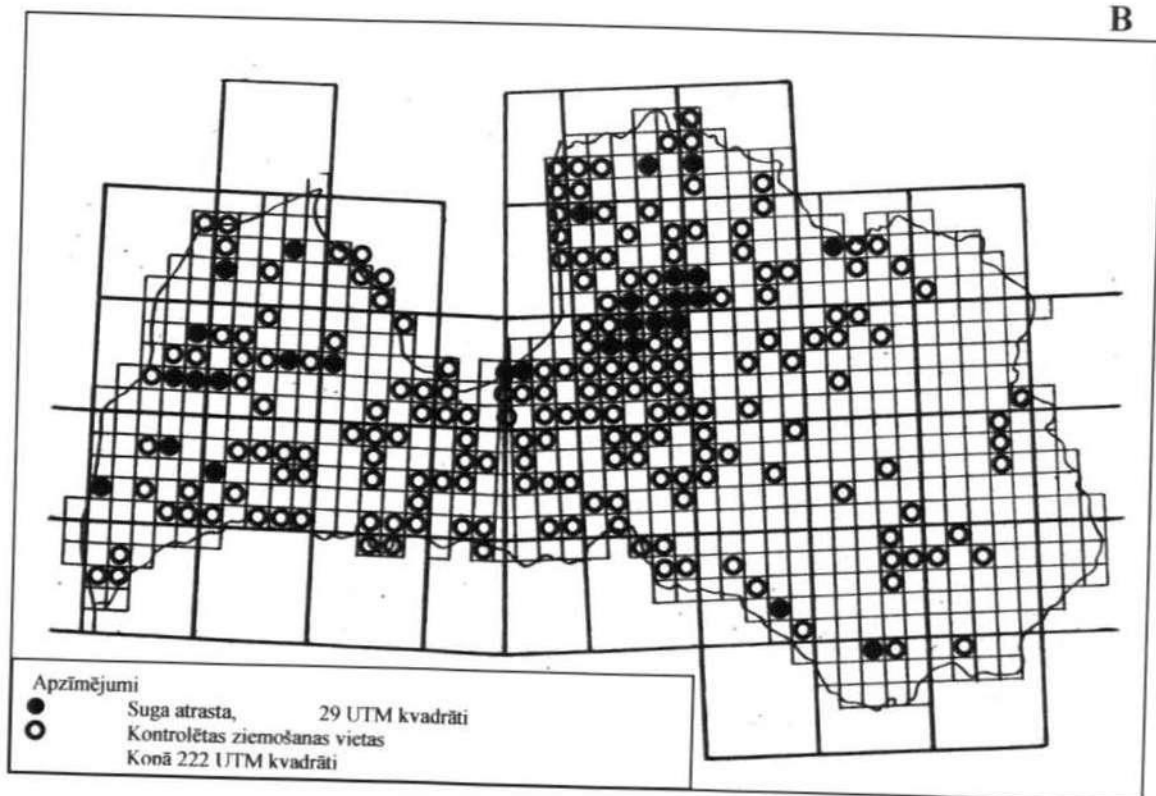 B
Apzīmējumi
Suga atrasta, 29 UTM kvadrāti
Kontrolētas ziemošanas vietas
Kopā 222 UTM kvadrāti